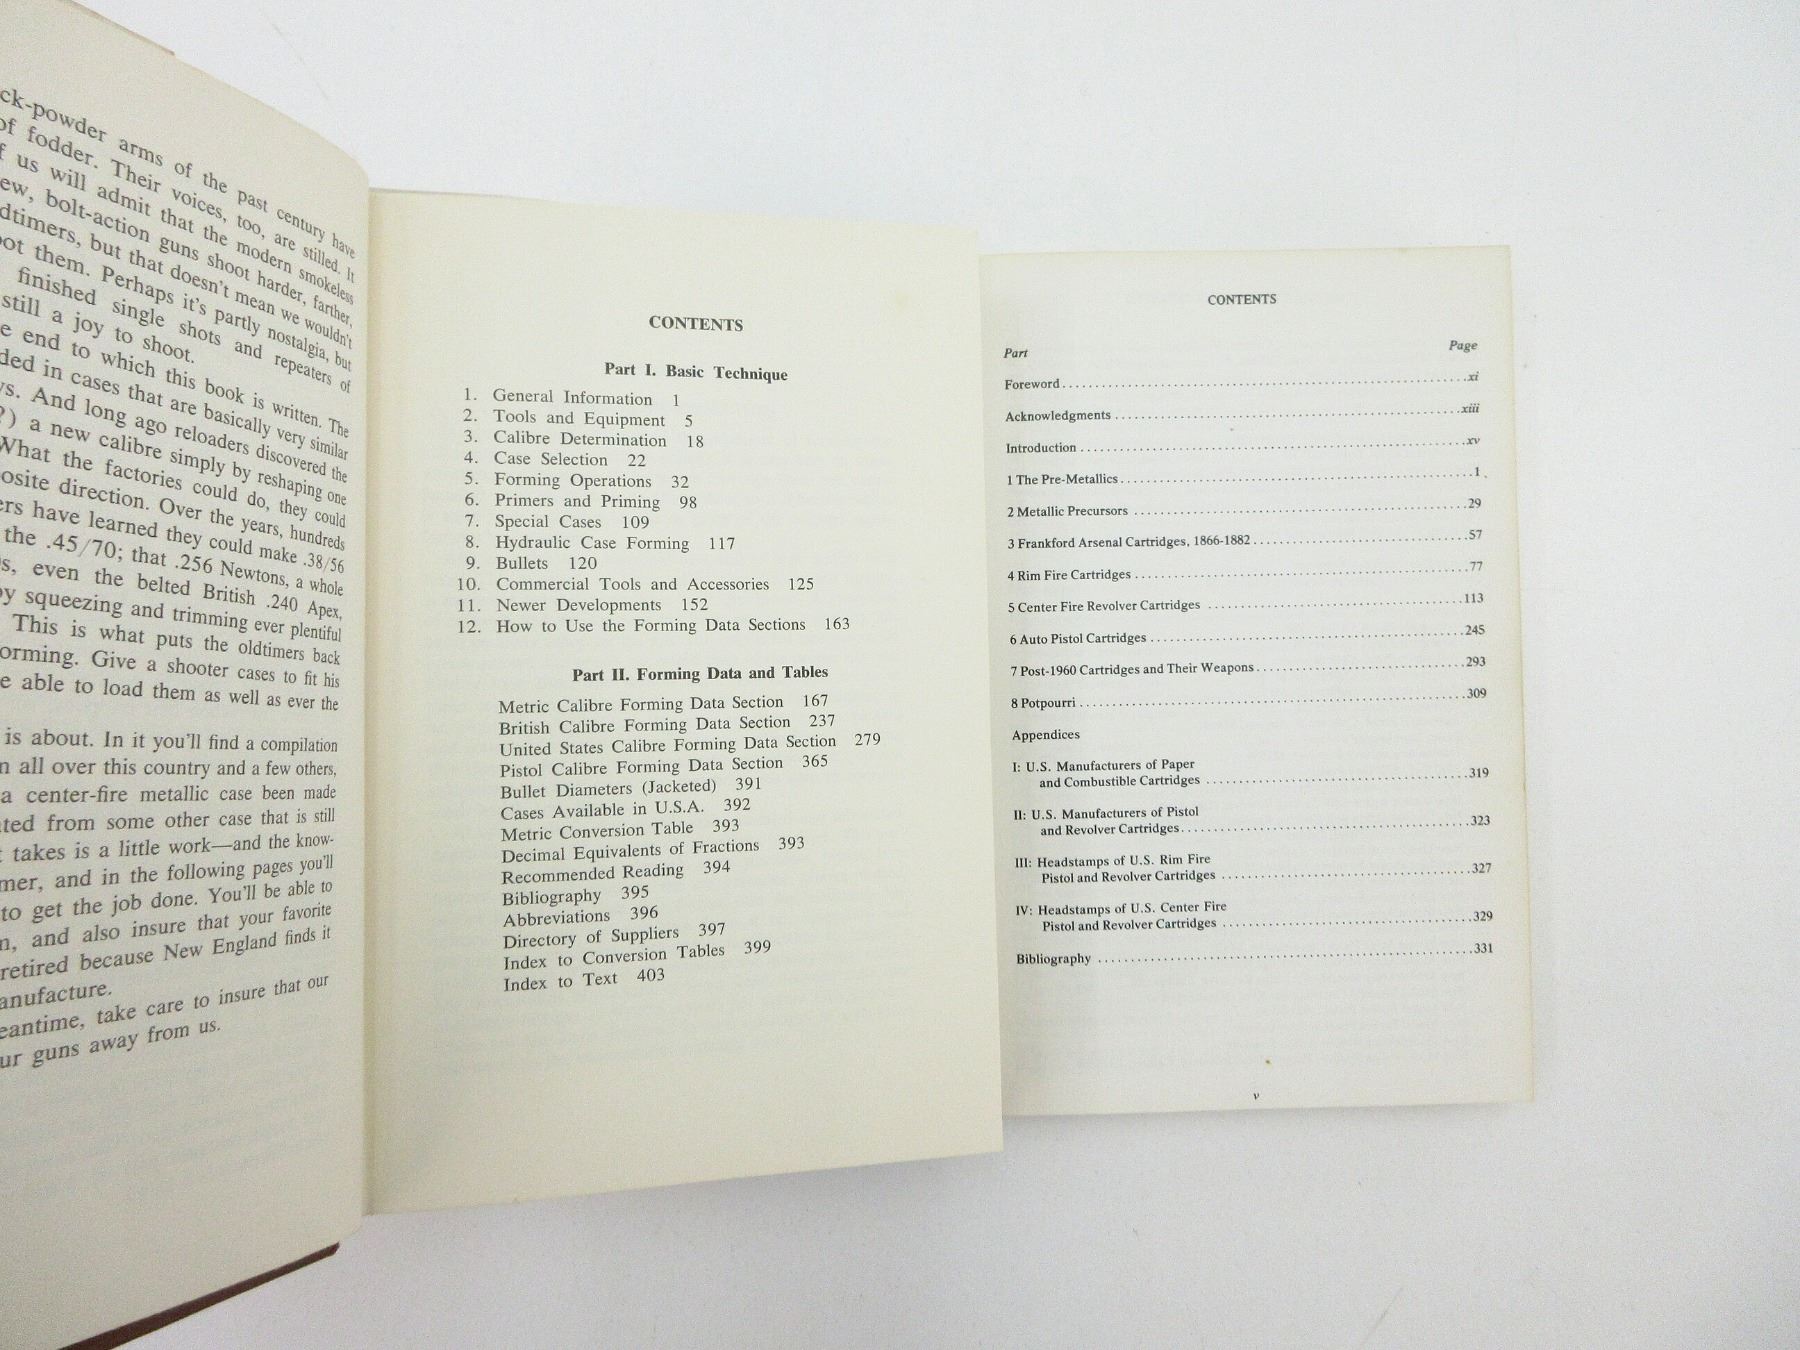 ck-powder arms of the past century have
of fodder. Their voices, too, are stilled. It
f us will admit that the modern smokeless
ew, bolt-action guns shoot harder, farther,
dtimers, but that doesn't mean we wouldn't
oot them. Perhaps it's partly nostalgia, but
finished single shots and repeaters of
still a joy to shoot.
e end to which this book is written. The
ded in cases that are basically very similar
ys. And long ago reloaders discovered the
?) a new calibre simply by reshaping one
What the factories could do, they could
osite direction. Over the years, hundreds
ers have learned they could make .38/56
the .45/70; that .256 Newtons, a whole
s, even the belted British .240 Apex,
by squeezing and trimming ever plentiful
This is what puts the oldtimers back
orming. Give a shooter cases to fit his
e able to load them as well as ever the
is about. In it you'll find a compilation
n all over this country and a few others,
a center-fire metallic case been made
ated from some other case that is still
t takes is a little work—and the know-
mer, and in the following pages you'll
to get the job done. You'll be able to
n, and also insure that your favorite
retired because New England finds it
anufacture.
eantime, take care to insure that our
ur guns away from us.
CONTENTS
Part I. Basic Technique
1. General Information 1
2. Tools and Equipment 5
3. Calibre Determination 18
4. Case Selection 22
5. Forming Operations 32
6. Primers and Priming 98
7. Special Cases 109
8. Hydraulic Case Forming 117
9. Bullets 120
10. Commercial Tools and Accessories 125
11. Newer Developments 152
12. How to Use the Forming Data Sections 163
Part II. Forming Data and Tables
Metric Calibre Forming Data Section 167
British Calibre Forming Data Section 237
United States Calibre Forming Data Section 279
Pistol Calibre Forming Data Section 365
Bullet Diameters (Jacketed) 391
Cases Available in U.S.A. 392
Metric Conversion Table 393
Decimal Equivalents of Fractions 393
Recommended Reading 394
Bibliography 395
Abbreviations 396
Directory of Suppliers 397
Index to Conversion Tables 399
Index to Text 403
CONTENTS
Part Page
Foreword xi
Acknowledgments xiii
Introduction xv
1 The Pre-Metallics 1
2 Metallic Precursors 29
3 Frankford Arsenal Cartridges, 1866-1882 57
4 Rim Fire Cartridges 77
5 Center Fire Revolver Cartridges 113
6 Auto Pistol Cartridges 245
7 Post-1960 Cartridges and Their Weapons 293
8 Potpourri 309
Appendices
I: U.S. Manufacturers of Paper
and Combustible Cartridges 319
II: U.S. Manufacturers of Pistol
and Revolver Cartridges 323
III: Headstamps of U.S. Rim Fire
Pistol and Revolver Cartridges 327
IV: Headstamps of U.S. Center Fire
Pistol and Revolver Cartridges 329
Bibliography 331
v